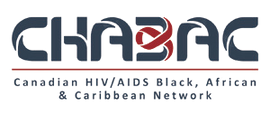 CHABAC
Canadian HIV/AIDS Black, African
& Caribbean Network